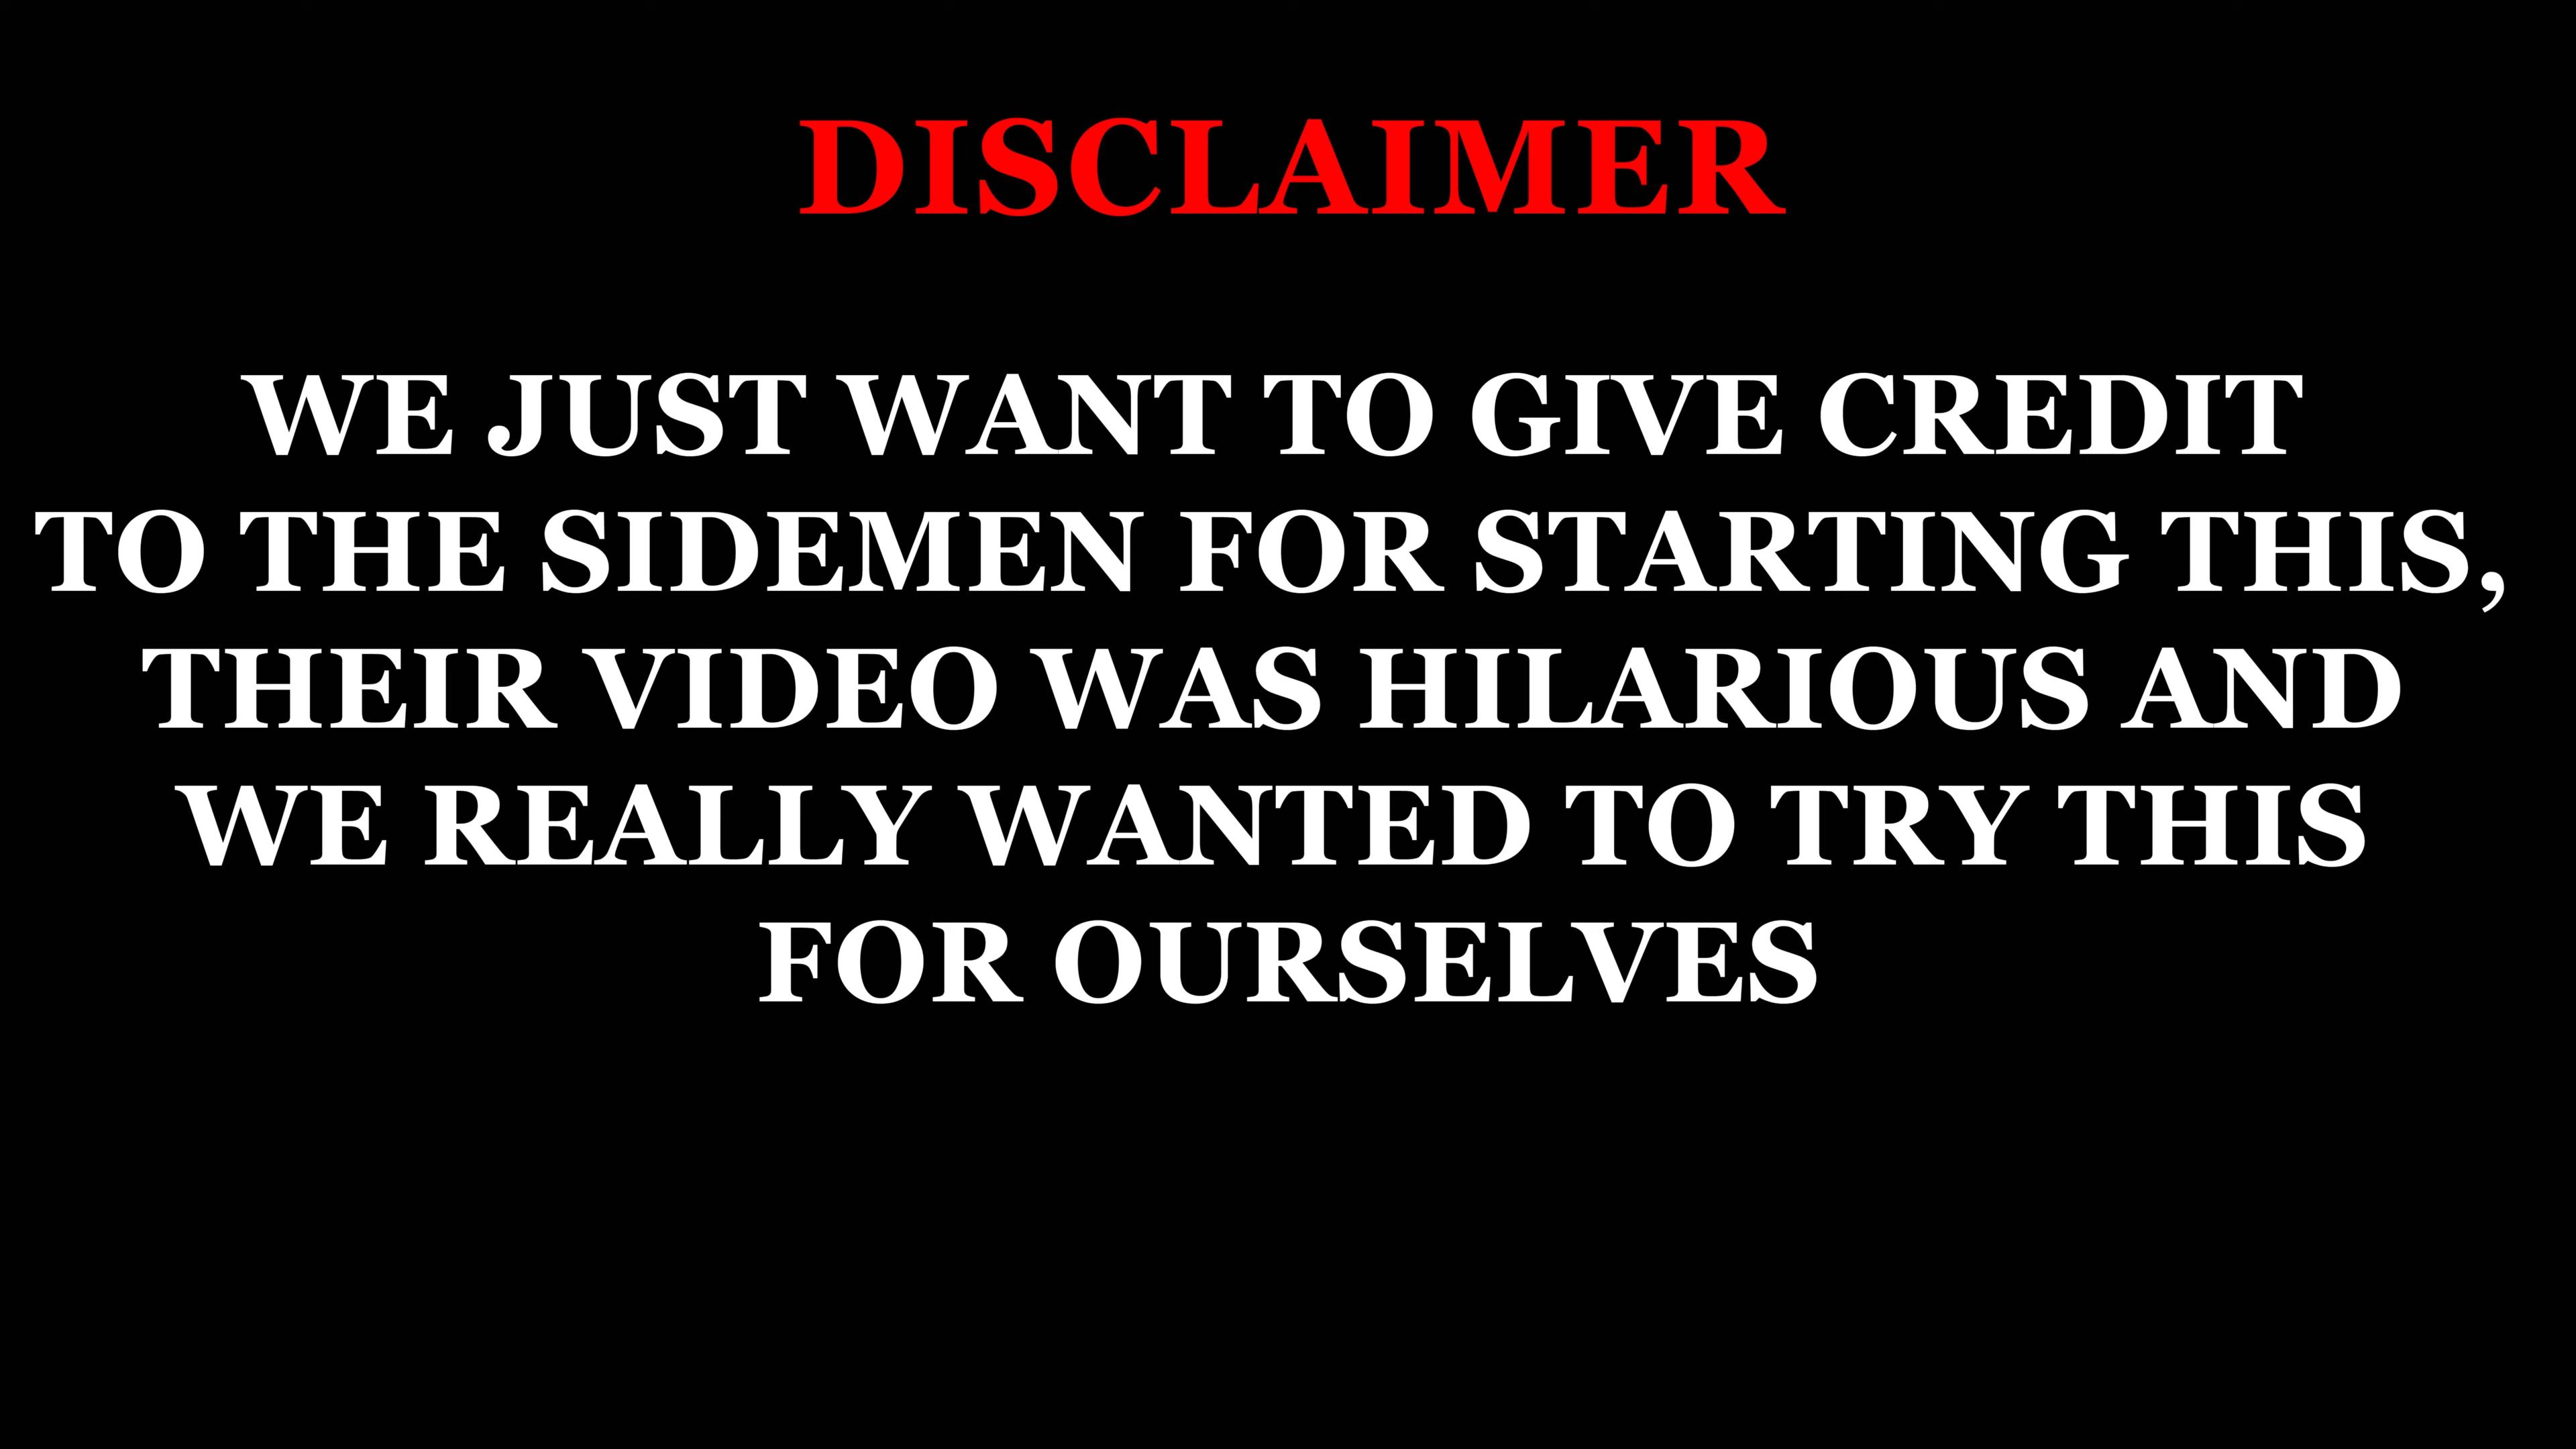 DISCLAIMER
WE JUST WANT TO GIVE CREDIT
TO THE SIDEMEN FOR STARTING THIS,
THEIR VIDEO WAS HILARIOUS AND
WE REALLY WANTED TO TRY THIS
FOR OURSELVES